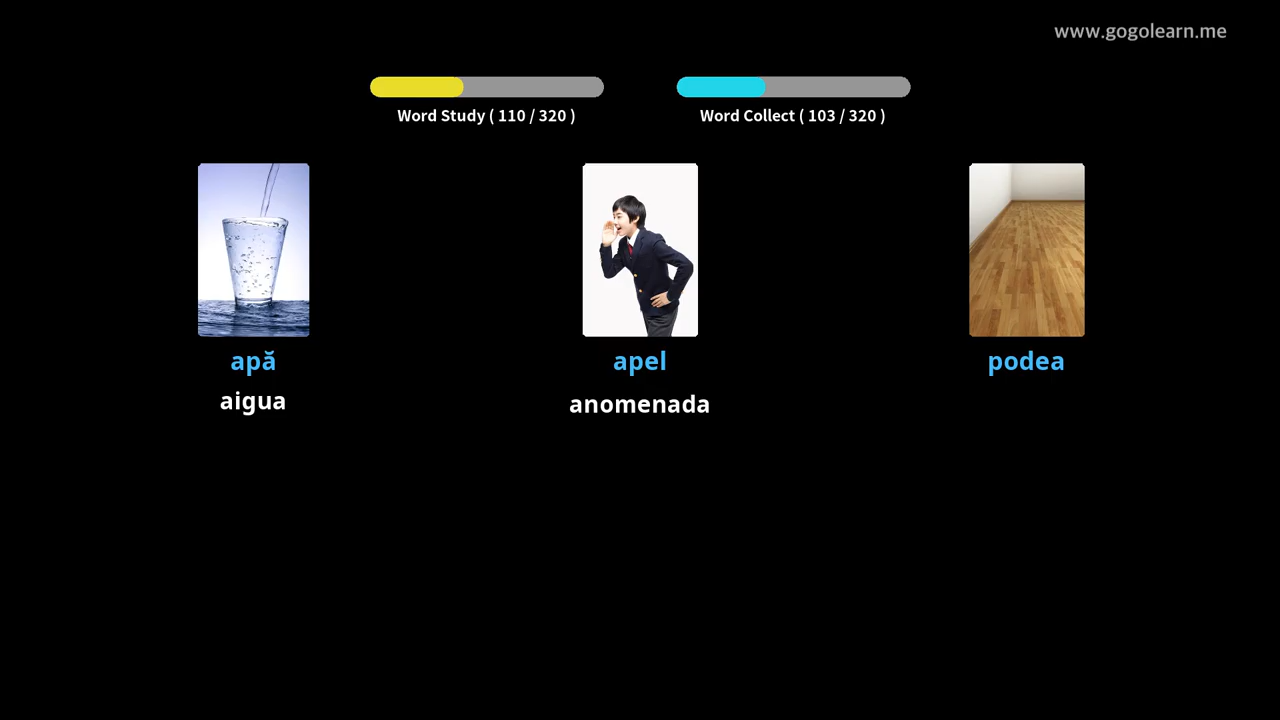 www.gogolearn.me
Word Study ( 110 / 320 )
Word Collect ( 103 / 320 )
apă
apel
podea
aigua
anomenada